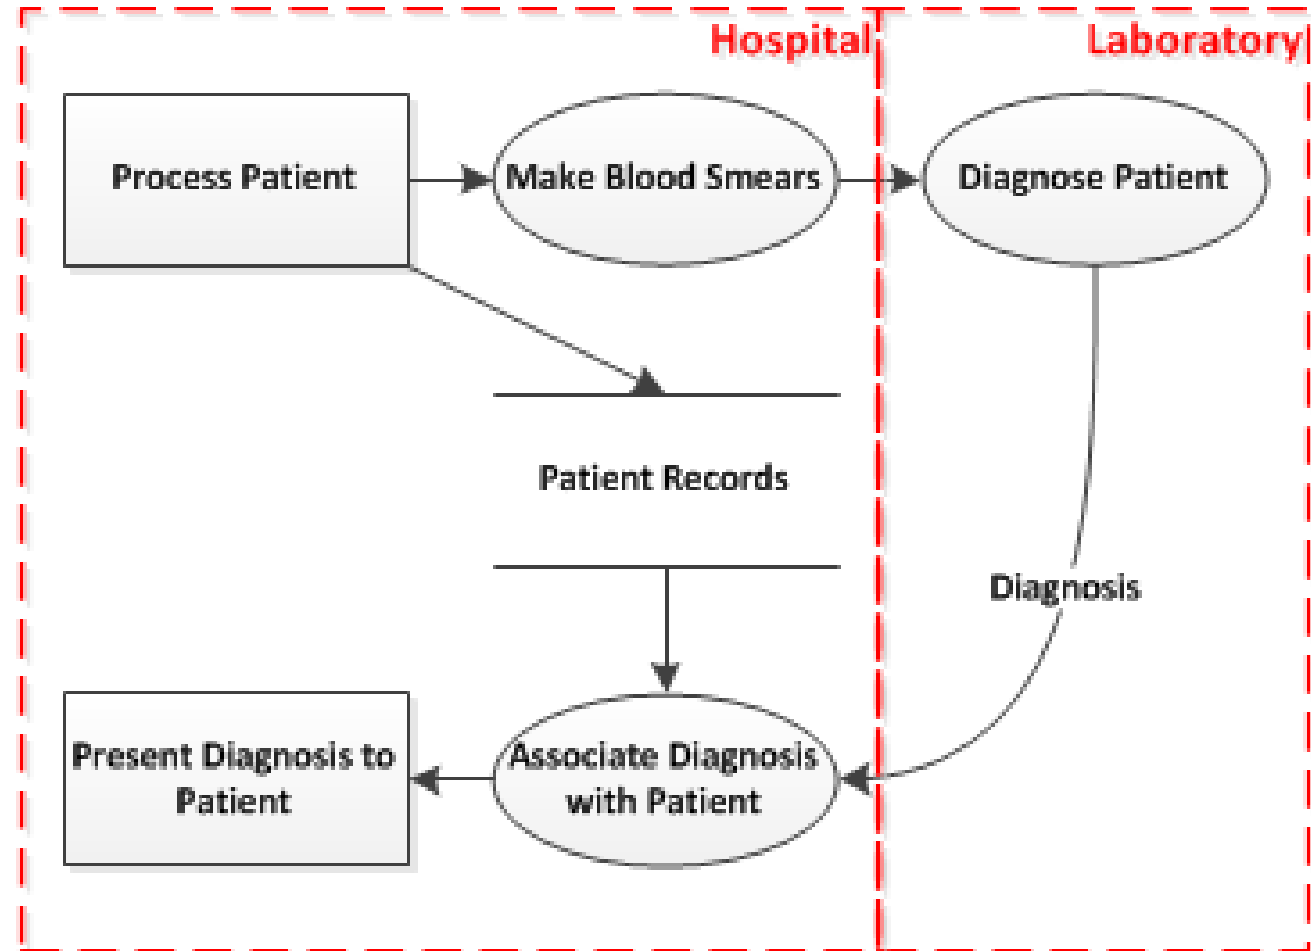 Hospital
Laboratory
Process Patient
Make Blood Smears
Diagnose Patient
Patient Records
Diagnosis
Present Diagnosis to
Patient
Associate Diagnosis
with Patient